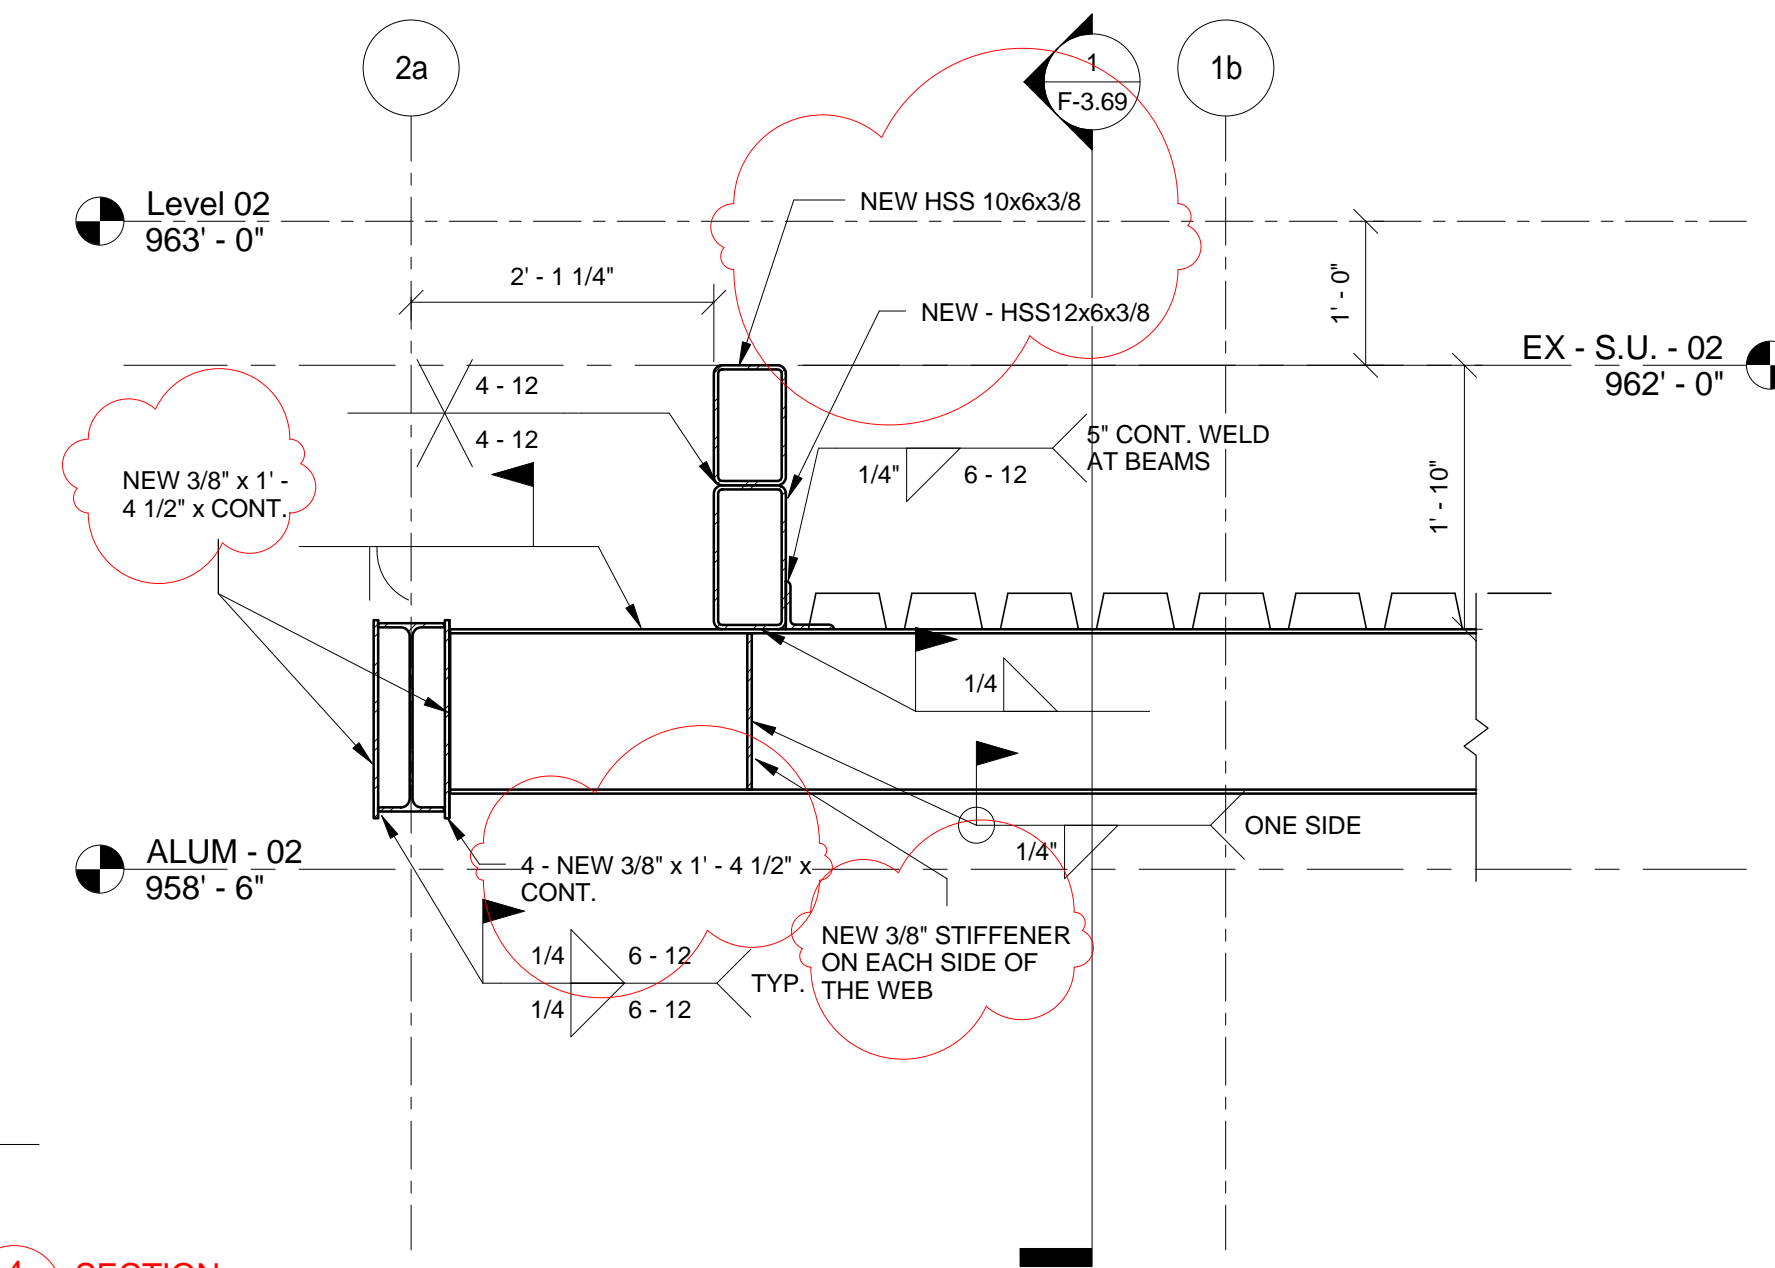 2a
1
F-3.69
1b
Level 02
963' - 0"
NEW HSS 10x6x3/8
2' - 1 1/4"
NEW - HSS12x6x3/8
1' - 0"
EX - S.U. - 02
962' - 0"
4 - 12
4 - 12
5" CONT. WELD
AT BEAMS
1/4"
6 - 12
NEW 3/8" x 1' -
4 1/2" x CONT.
1' - 10"
1/4
ONE SIDE
1/4"
ALUM - 02
958' - 6"
4 - NEW 3/8" x 1' - 4 1/2" x
CONT.
NEW 3/8" STIFFENER
ON EACH SIDE OF
THE WEB
1/4
6 - 12
TYP.
1/4
6 - 12